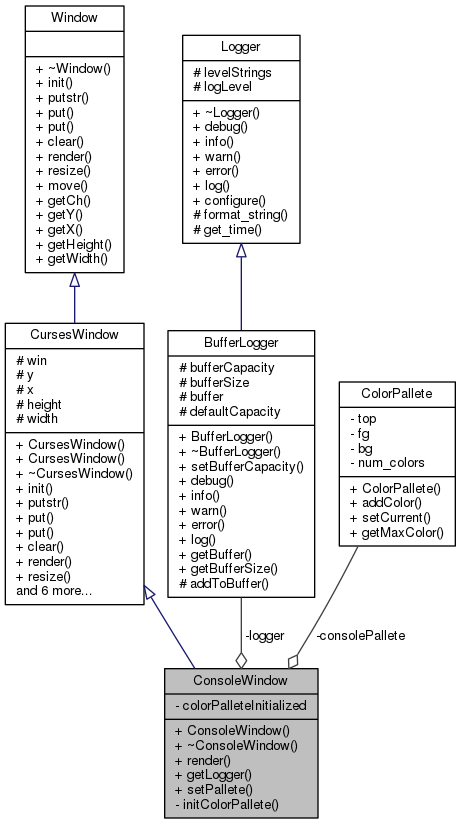 Window
+ ~Window()
+ init()
+ putstr()
+ put()
+ put()
+ clear()
+ render()
+ resize()
+ move()
+ getCh()
+ getY()
+ getX()
+ getHeight()
+ getWidth()
Logger
# levelStrings
# logLevel
+ ~Logger()
+ debug()
+ info()
+ warn()
+ error()
+ log()
+ configure()
# format_string()
# get_time()
CursesWindow
# win
# y
# x
# height
# width
+ CursesWindow()
+ CursesWindow()
+ ~CursesWindow()
+ init()
+ putstr()
+ put()
+ put()
+ clear()
+ render()
+ resize()
and 6 more...
BufferLogger
# bufferCapacity
# bufferSize
# buffer
# defaultCapacity
+ BufferLogger()
+ ~BufferLogger()
+ setBufferCapacity()
+ debug()
+ info()
+ warn()
+ error()
+ log()
+ getBuffer()
+ getBufferSize()
# addToBuffer()
ColorPallete
- top
- fg
- bg
- num_colors
+ ColorPallete()
+ addColor()
+ setCurrent()
+ getMaxColor()
-logger
-consolePallete
ConsoleWindow
- colorPalleteInitialized
+ ConsoleWindow()
+ ~ConsoleWindow()
+ render()
+ getLogger()
+ setPallete()
- initColorPallete()